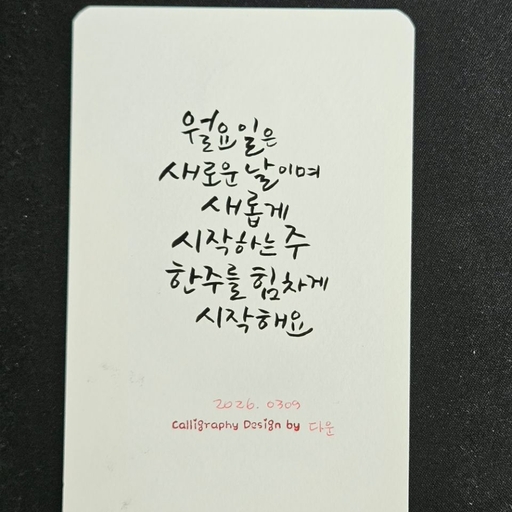 월요일은
새로운 날이며
새롭게
시작하는 주
한주를 힘차게
시작해요
2026. 0309
Calligraphy Design by 다운